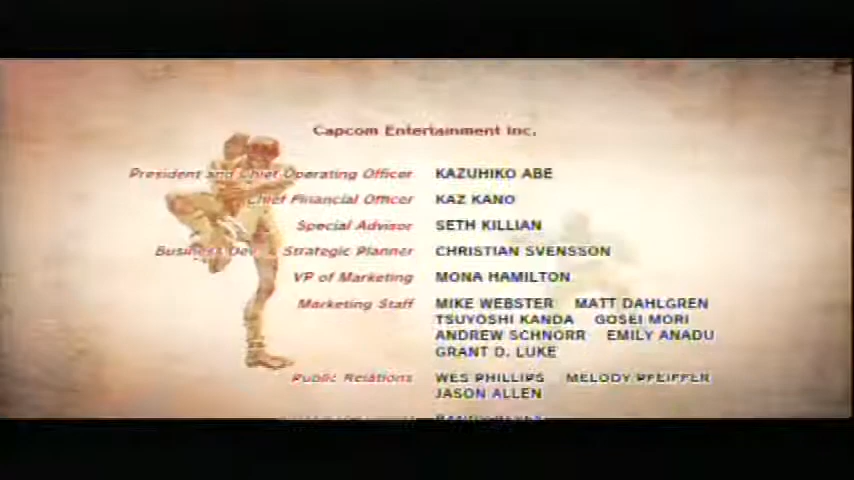 Capcom Entertainment Inc.
President and Chief Operating Officer KAZUHIKO ABE
Chief Financial Officer KAZ KANO
Special Advisor SETH KILLIAN
Business Dev. & Strategic Planner CHRISTIAN SVENSSON
VP of Marketing MONA HAMILTON
Marketing Staff MIKE WEBSTER MATT DAHLGREN
TSUYOSHI KANDA GOSEI MORI
ANDREW SCHNORR EMILY ANADU
GRANT D. LUKE
Public Relations WES PHILLIPS MELODY PFEIFFER
JASON ALLEN